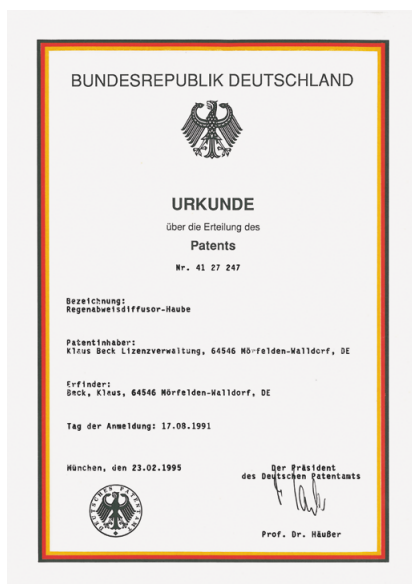 BUNDESREPUBLIK DEUTSCHLAND
URKUNDE
über die Erteilung des
Patents
Nr. 41 27 247
Bezeichnung:
Regenabweisdiffusor-Haube
Patentinhaber:
Klaus Beck Lizenzverwaltung, 64546 Mörfelden-Walldorf, DE
Erfinder:
Beck, Klaus, 64546 Mörfelden-Walldorf, DE
Tag der Anmeldung: 17.08.1991
München, den 23.02.1995
Der Präsident
des Deutschen Patentamts
DEUTSCHES PATENTAMT
Prof. Dr. Häußer